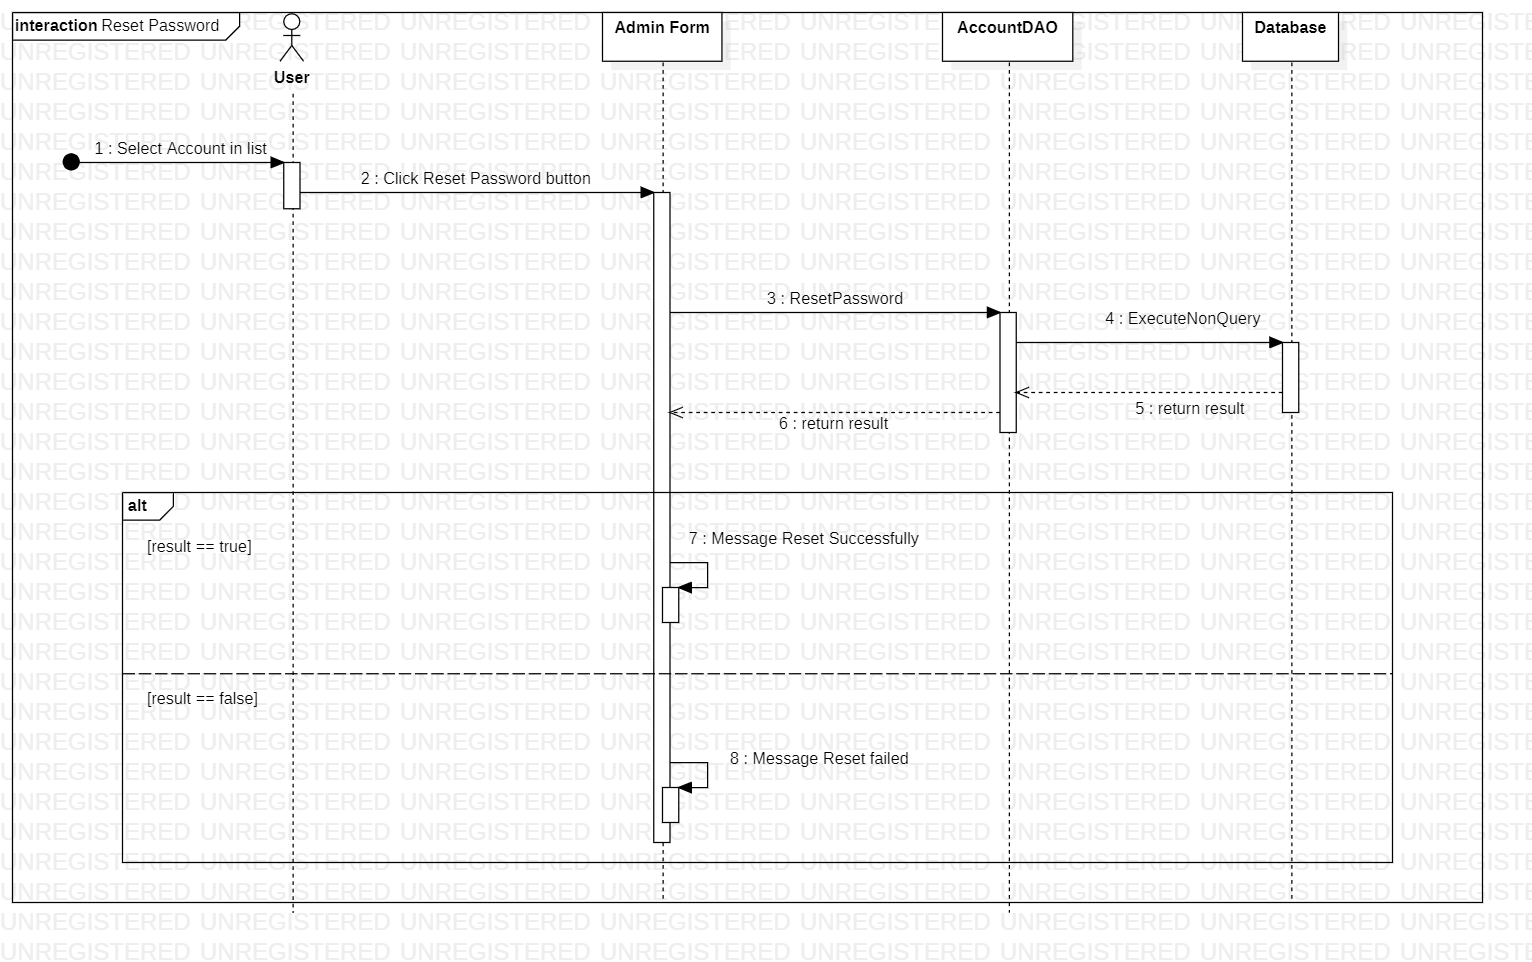 interaction Reset Password
User
Admin Form
AccountDAO
Database
1 : Select Account in list
2 : Click Reset Password button
3 : ResetPassword
4 : ExecuteNonQuery
5 : return result
6 : return result
alt
[result == true]
7 : Message Reset Successfully
[result == false]
8 : Message Reset failed
UNREGISTERED